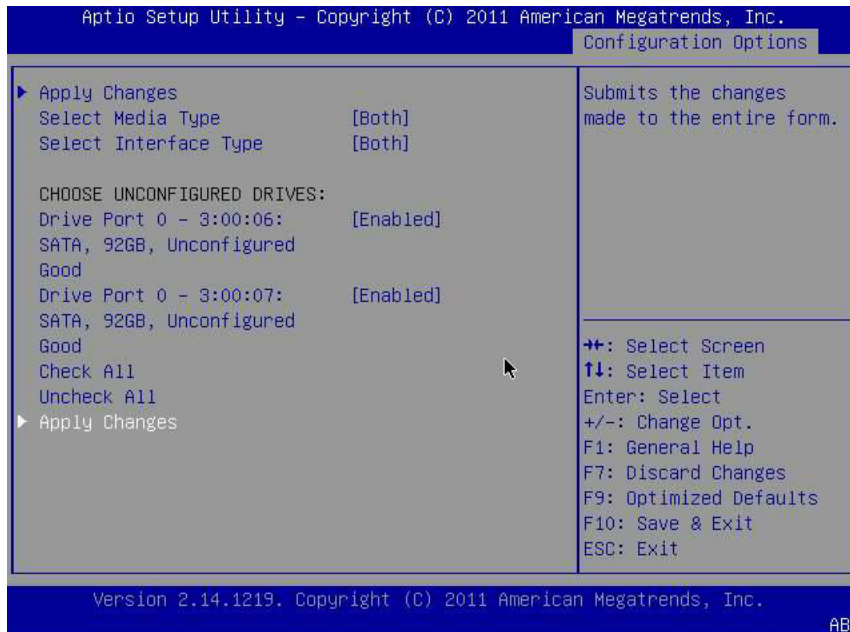 Aptio Setup Utility – Copyright (C) 2011 American Megatrends, Inc.
Configuration Options
Apply Changes
Select Media Type [Both]
Select Interface Type [Both]
CHOOSE UNCONFIGURED DRIVES:
Drive Port 0 – 3:00:06: [Enabled]
SATA, 92GB, Unconfigured
Good
Drive Port 0 – 3:00:07: [Enabled]
SATA, 92GB, Unconfigured
Good
Check All
Uncheck All
Apply Changes
Submits the changes
made to the entire form.
→←: Select Screen
↑↓: Select Item
Enter: Select
+/-: Change Opt.
F1: General Help
F7: Discard Changes
F9: Optimized Defaults
F10: Save & Exit
ESC: Exit
Version 2.14.1219. Copyright (C) 2011 American Megatrends, Inc.
AB